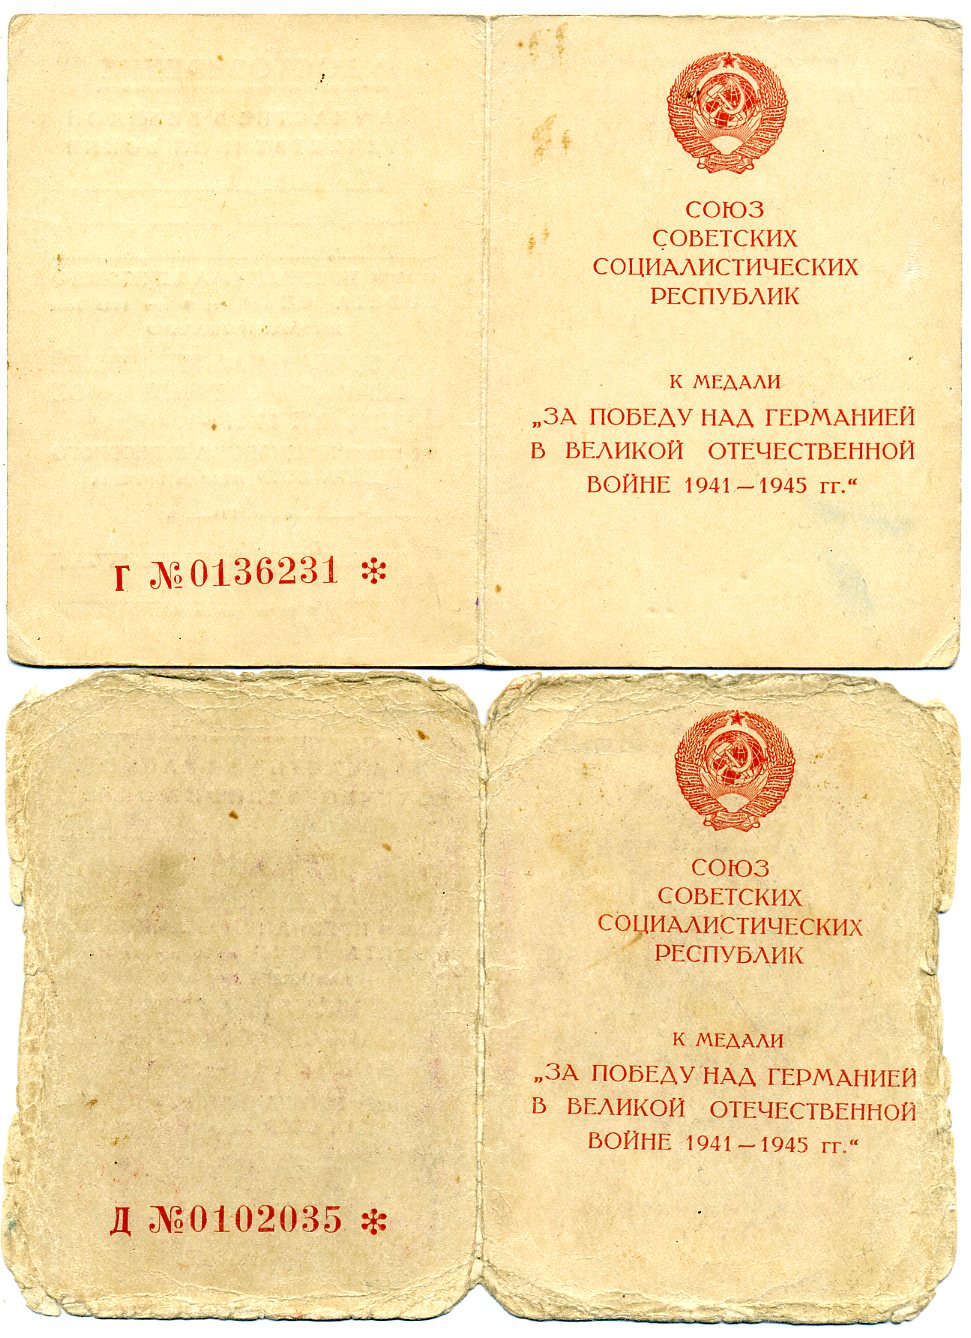 СОЮЗ
СОВЕТСКИХ
СОЦИАЛИСТИЧЕСКИХ
РЕСПУБЛИК
К МЕДАЛИ
„ЗА ПОБЕДУ НАД ГЕРМАНИЕЙ
В ВЕЛИКОЙ ОТЕЧЕСТВЕННОЙ
ВОЙНЕ 1941—1945 гг.“
Г №0136231 *
СОЮЗ
СОВЕТСКИХ
СОЦИАЛИСТИЧЕСКИХ
РЕСПУБЛИК
К МЕДАЛИ
„ЗА ПОБЕДУ НАД ГЕРМАНИЕЙ
В ВЕЛИКОЙ ОТЕЧЕСТВЕННОЙ
ВОЙНЕ 1941—1945 гг.“
Д №0102035 *